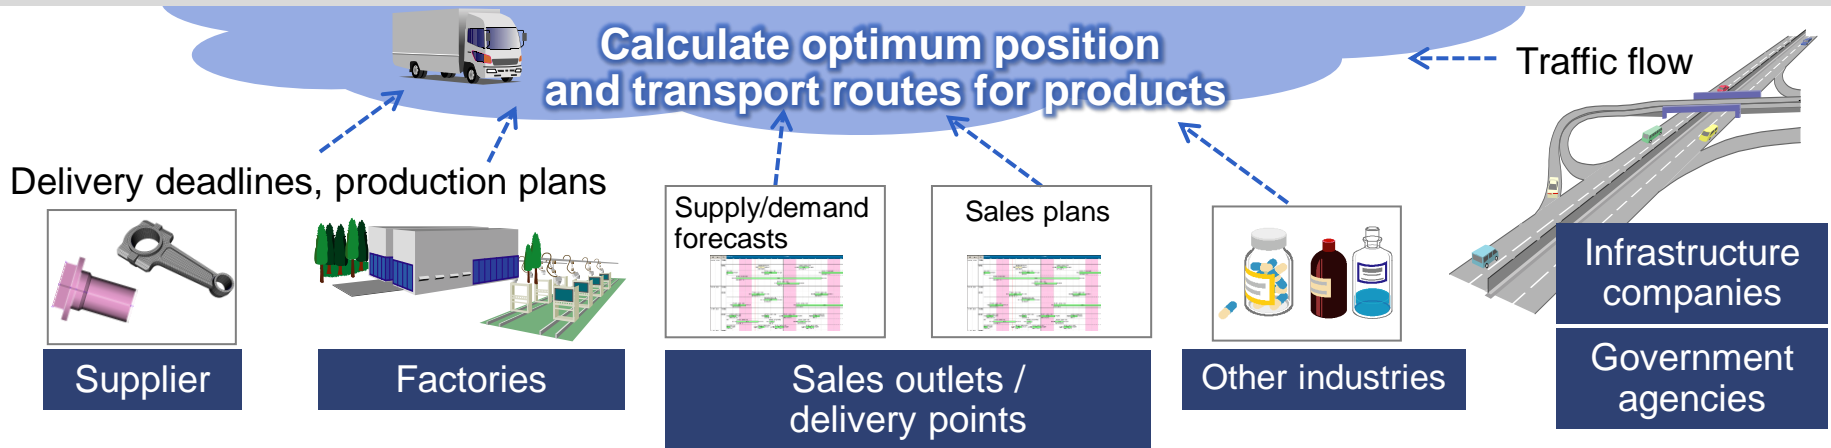 Calculate optimum position
and transport routes for products
Traffic flow
Delivery deadlines, production plans
Supply/demand
forecasts
Sales plans
Supplier
Factories
Sales outlets /
delivery points
Other industries
Infrastructure
companies
Government
agencies